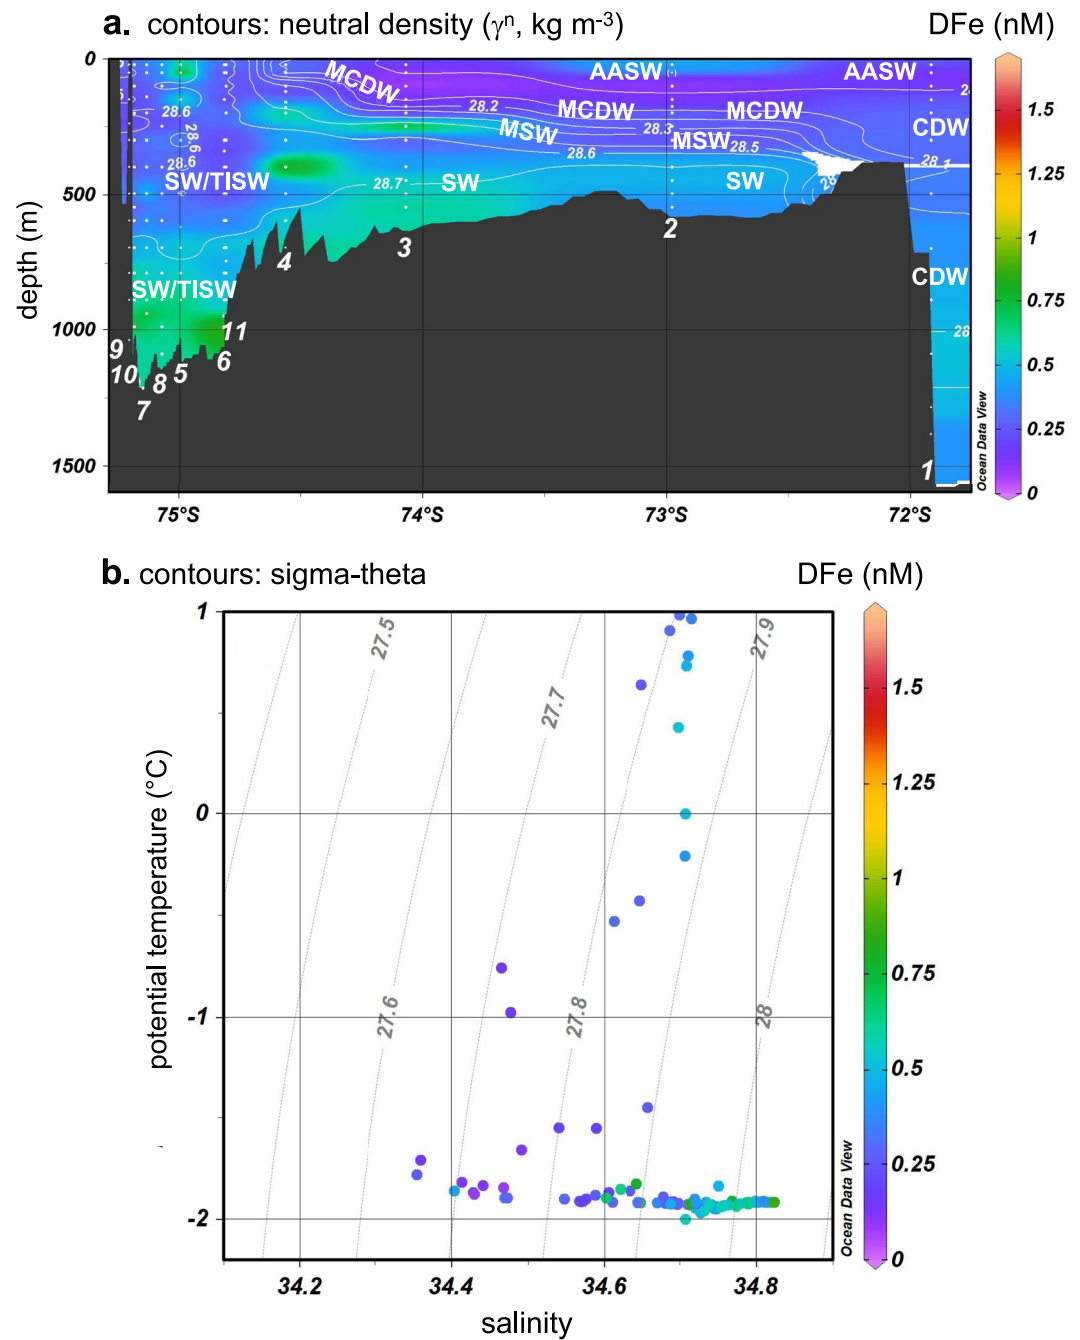 a. contours: neutral density (γⁿ, kg m⁻³)
DFe (nM)
0
500
1000
1500
depth (m)
75°S
74°S
73°S
72°S
MCDW
AASW
AASW
28.2
MCDW
MCDW
CDW
MSW
28.3
MSW
28.5
28.6
28.6
28.6
28.6
28.1
SW/TISW
28.7
SW
SW
28
4
3
2
CDW
SW/TISW
28
11
9
10
8
5
6
7
1
Ocean Data View
1.5
1.25
1
0.75
0.5
0.25
0
b. contours: sigma-theta
DFe (nM)
1
0
-1
-2
potential temperature (°C)
27.5
27.9
27.7
27.6
27.8
28
34.2
34.4
34.6
34.8
salinity
Ocean Data View
1.5
1.25
1
0.75
0.5
0.25
0